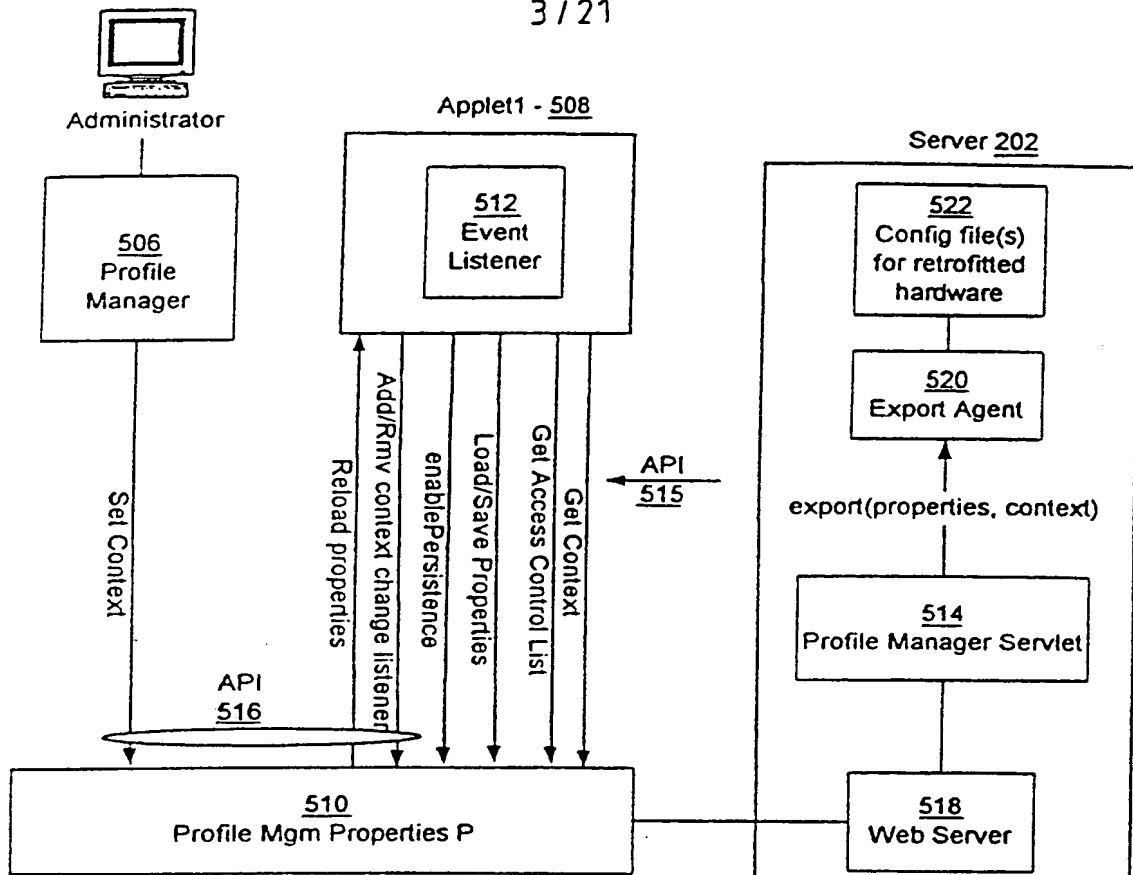 3/21
Administrator
506
Profile
Manager
Set Context
Applet1 - 508
512
Event
Listener
Reload properties
Add/Rmv context change listener
enablePersistence
Load/Save Properties
Get Access Control List
Get Context
API
515
API
516
510
Profile Mgm Properties P
Server 202
522
Config file(s)
for retrofitted
hardware
520
Export Agent
export(properties, context)
514
Profile Manager Servlet
518
Web Server